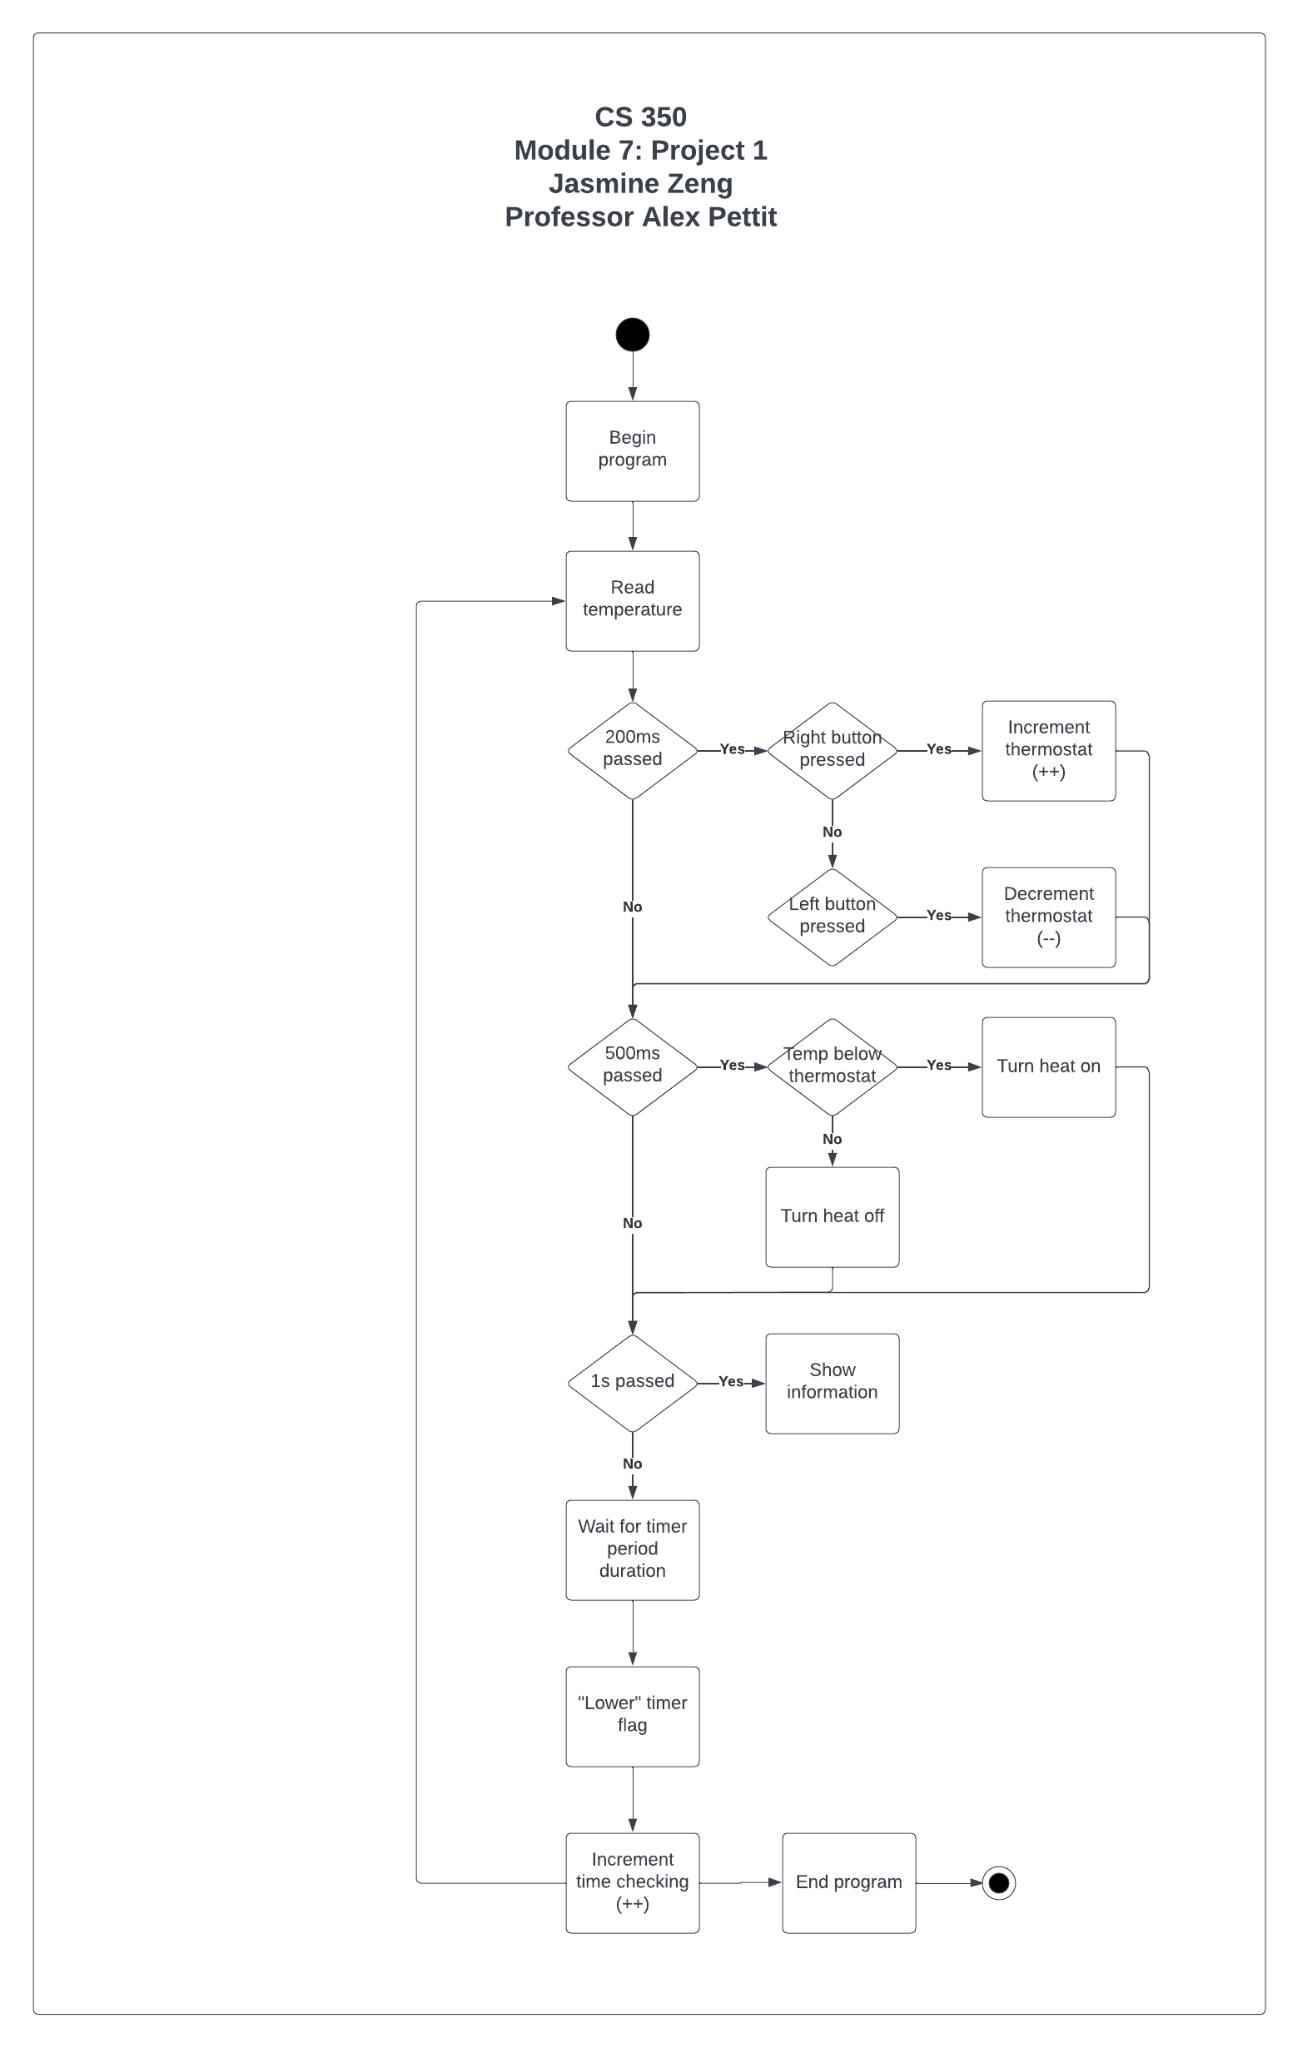 CS 350
Module 7: Project 1
Jasmine Zeng
Professor Alex Pettit
Begin
program
Read
temperature
200ms
passed
Yes
Right button
pressed
Yes
Increment
thermostat
(++)
No
No
Left button
pressed
Yes
Decrement
thermostat
(--)
500ms
passed
Yes
Temp below
thermostat
Yes
Turn heat on
No
No
Turn heat off
1s passed
Yes
Show
information
No
Wait for timer
period
duration
"Lower" timer
flag
Increment
time checking
(++)
End program